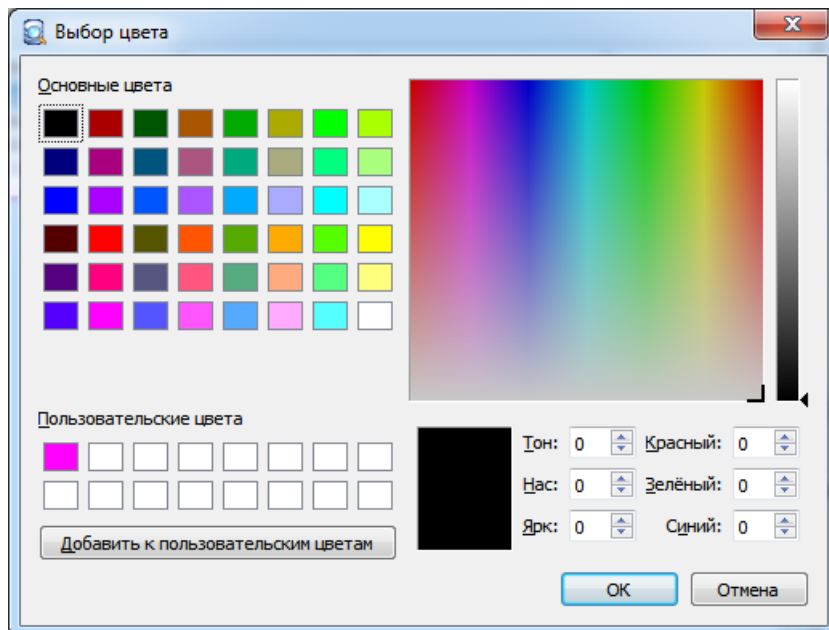 Выбор цвета
Основные цвета
Пользовательские цвета
Добавить к пользовательским цветам
Тон: 0 Красный: 0
Нас: 0 Зелёный: 0
Ярк: 0 Синий: 0
ОК Отмена